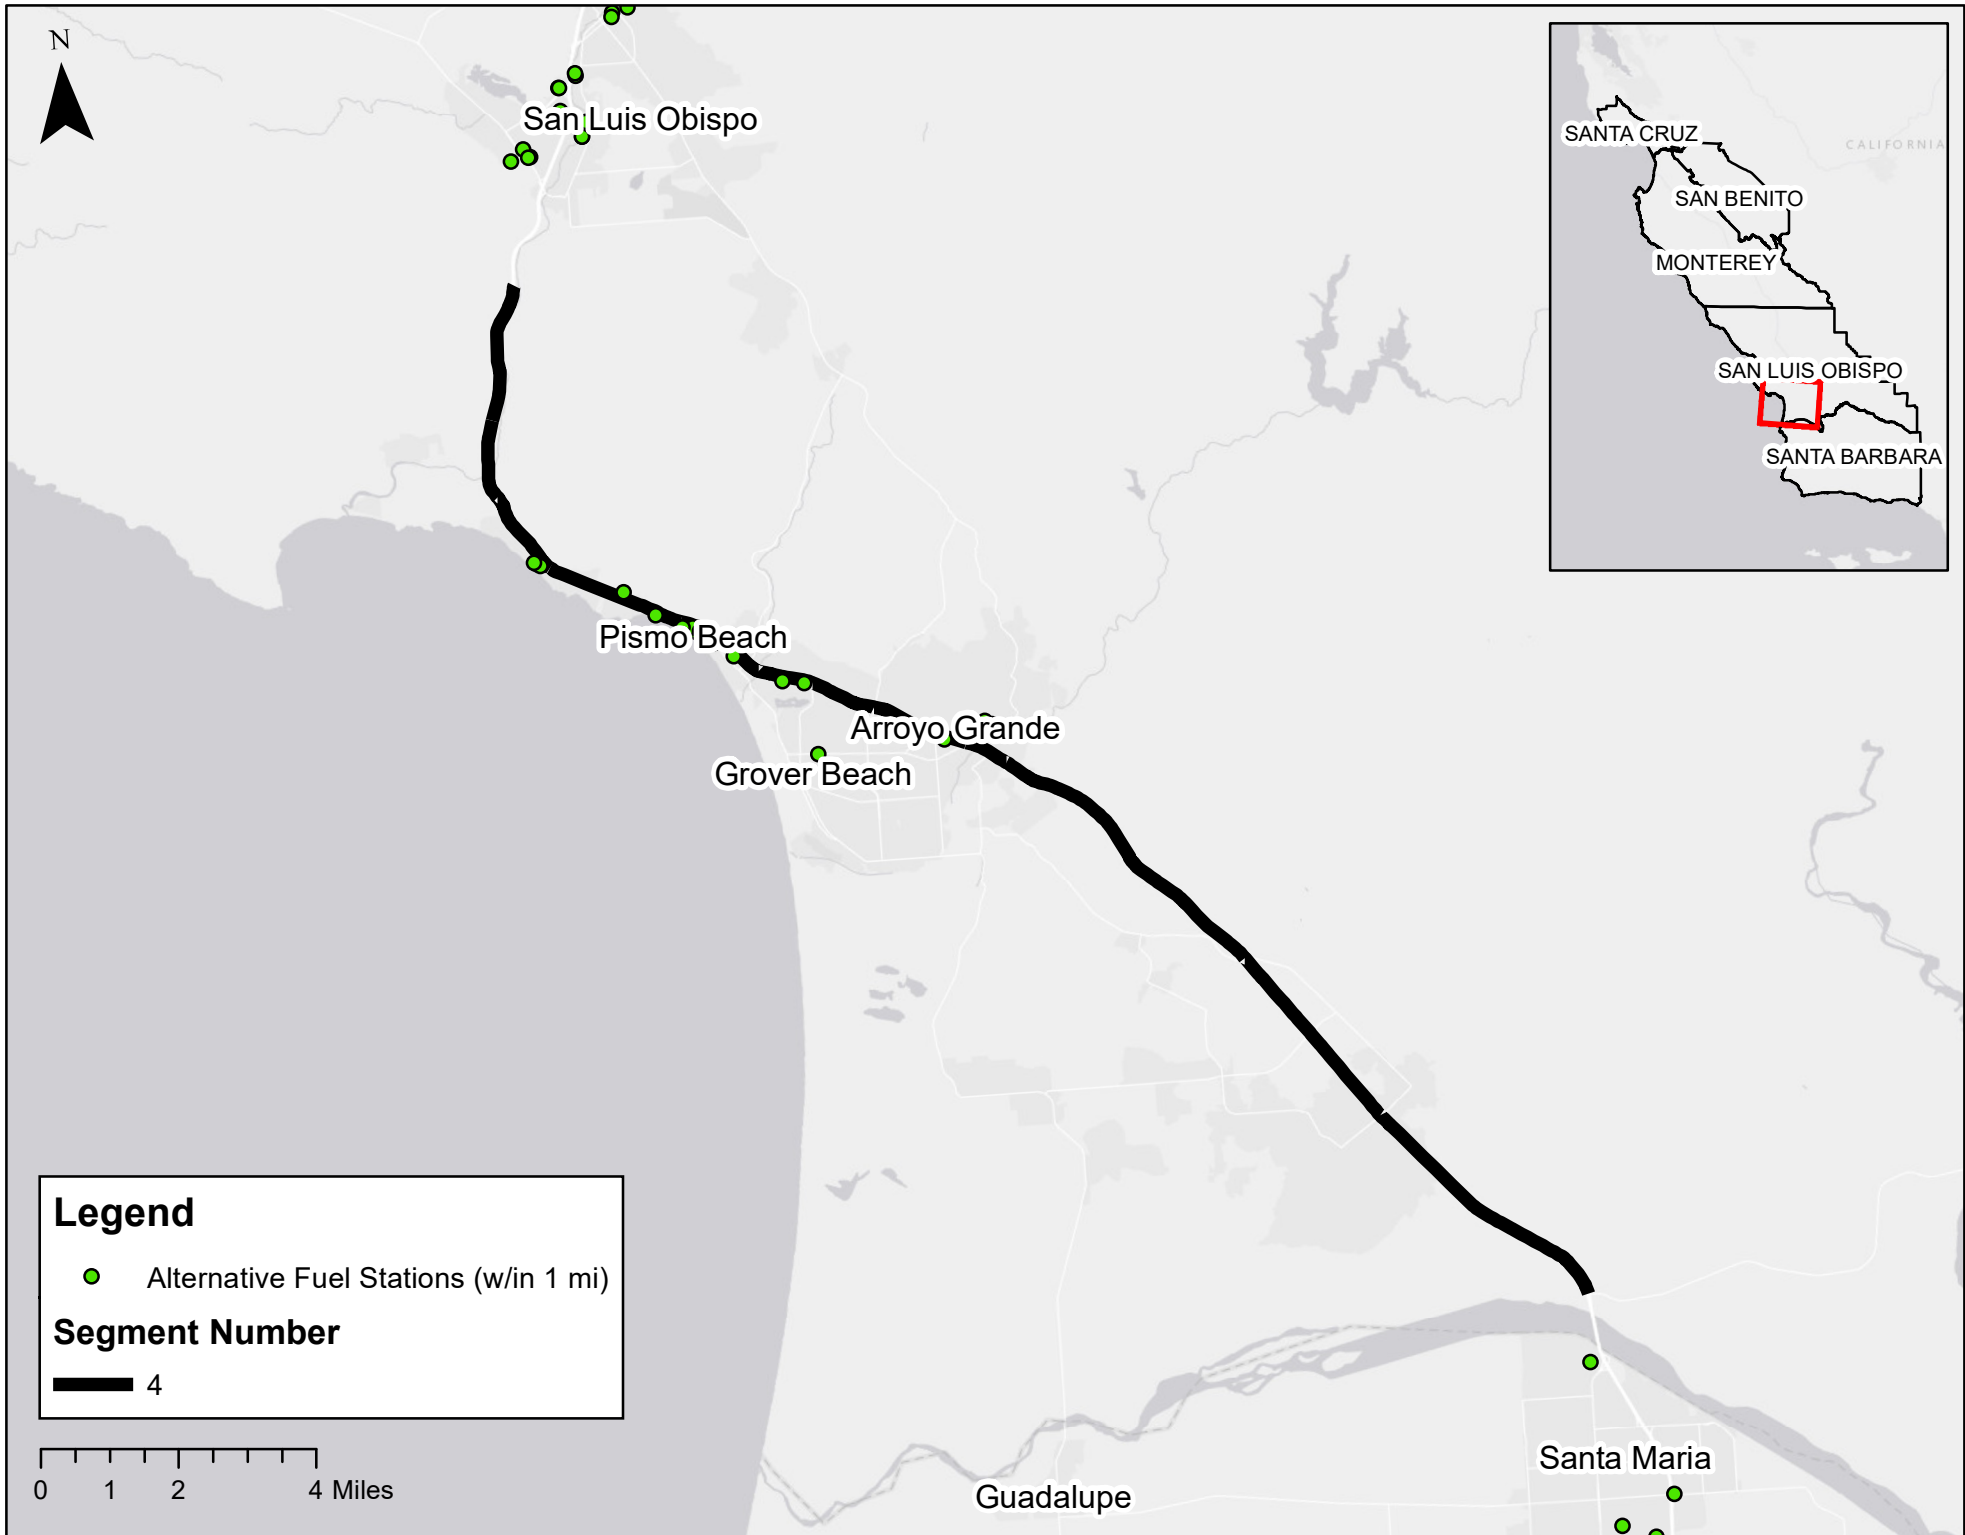 N
San Luis Obispo
Pismo Beach
Arroyo Grande
Grover Beach
Santa Maria
Guadalupe
SANTA CRUZ
CALIFORNIA
SAN BENITO
MONTEREY
SAN LUIS OBISPO
SANTA BARBARA
Legend
Alternative Fuel Stations (w/in 1 mi)
Segment Number
4
0 1 2 4 Miles